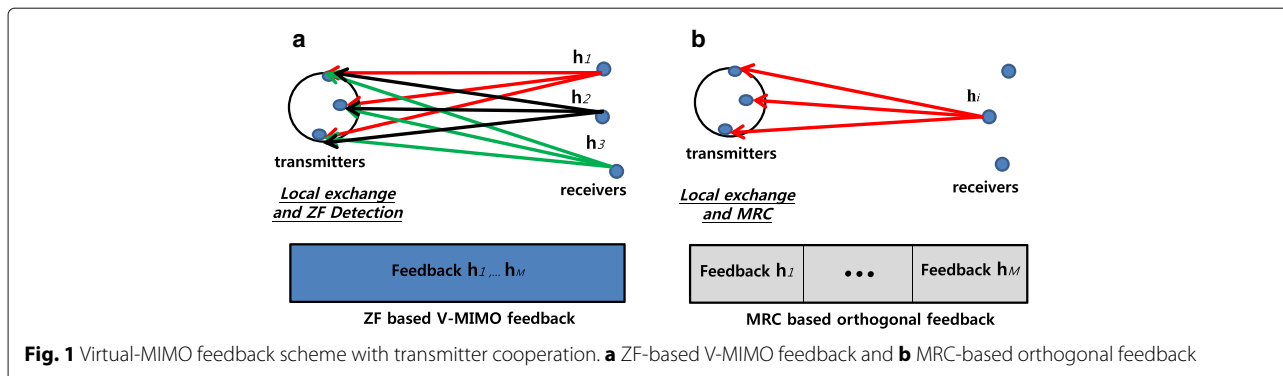 a
h1
h2
h3
transmitters
receivers
Local exchange
and ZF Detection
Feedback h1 ,... hM
ZF based V-MIMO feedback
b
hi
transmitters
receivers
Local exchange
and MRC
Feedback h1
•••
Feedback hM
MRC based orthogonal feedback
Fig. 1 Virtual-MIMO feedback scheme with transmitter cooperation. a ZF-based V-MIMO feedback and b MRC-based orthogonal feedback